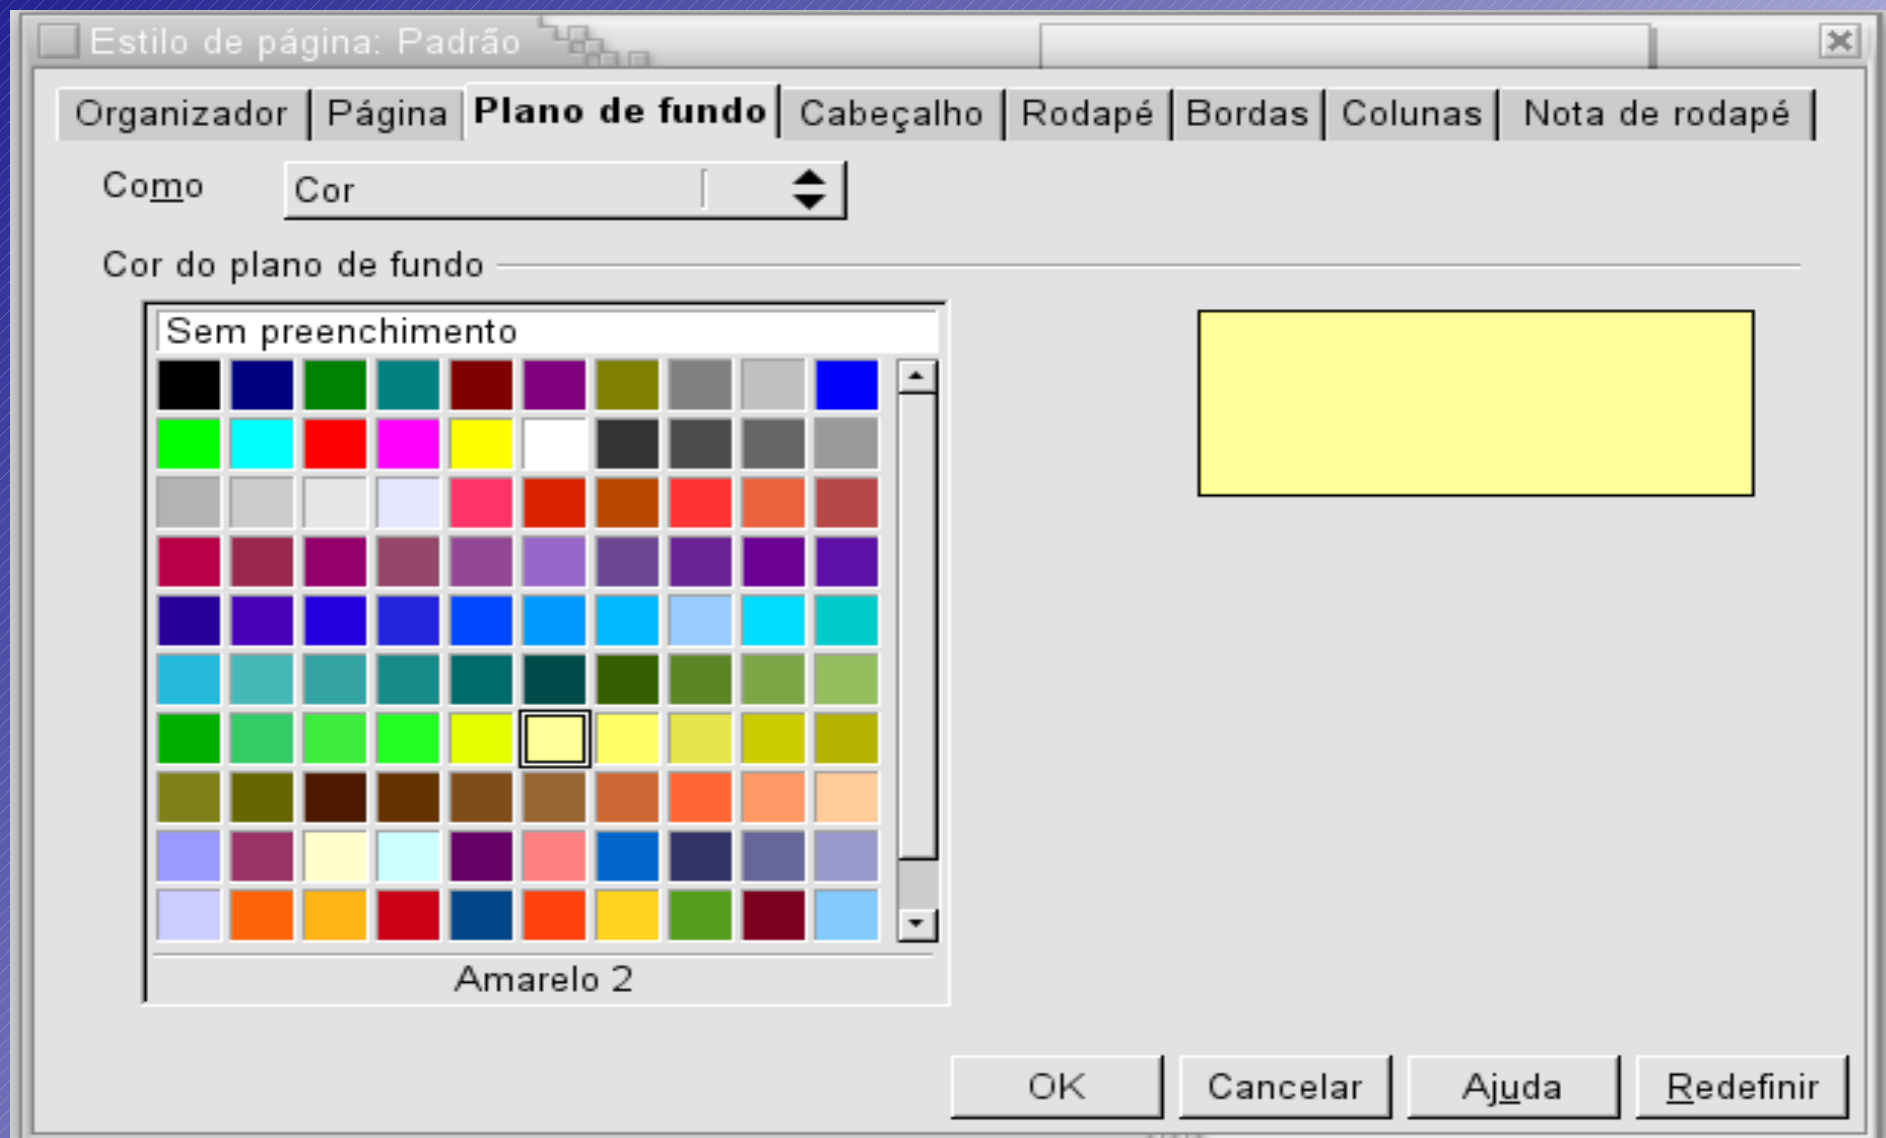 Estilo de página: Padrão
Organizador Página Plano de fundo Cabeçalho Rodapé Bordas Colunas Nota de rodapé
Como Cor
Cor do plano de fundo
Sem preenchimento
Amarelo 2
OK Cancelar Ajuda Redefinir